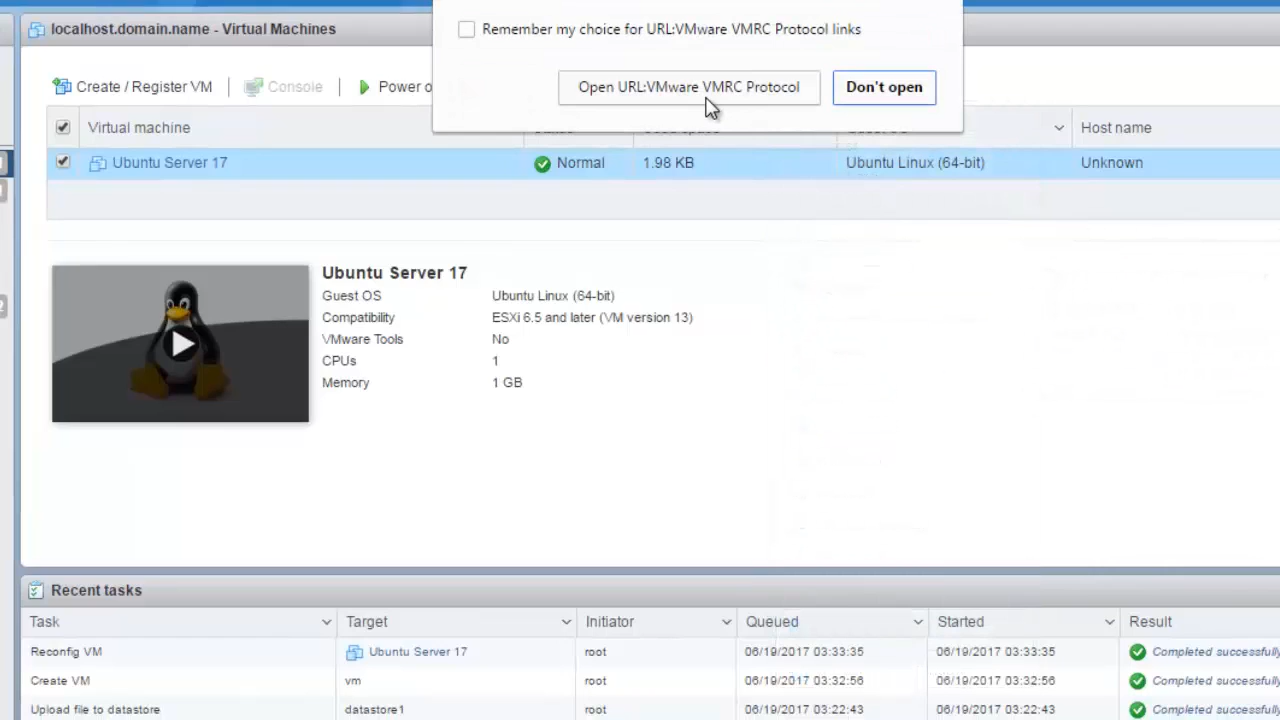 localhost.domain.name - Virtual Machines
Remember my choice for URL:VMware VMRC Protocol links
Open URL:VMware VMRC Protocol Don't open
Create / Register VM Console Power o
Virtual machine Host name
Ubuntu Server 17 Normal 1.98 KB Ubuntu Linux (64-bit) Unknown
Ubuntu Server 17
Guest OS Ubuntu Linux (64-bit)
Compatibility ESXi 6.5 and later (VM version 13)
VMware Tools No
CPUs 1
Memory 1 GB
Recent tasks
Task Target Initiator Queued Started Result
Reconfig VM Ubuntu Server 17 root 06/19/2017 03:33:35 06/19/2017 03:33:35 Completed successfully
Create VM vm root 06/19/2017 03:32:56 06/19/2017 03:32:56 Completed successfully
Upload file to datastore datastore1 root 06/19/2017 03:22:43 06/19/2017 03:22:43 Completed successfully